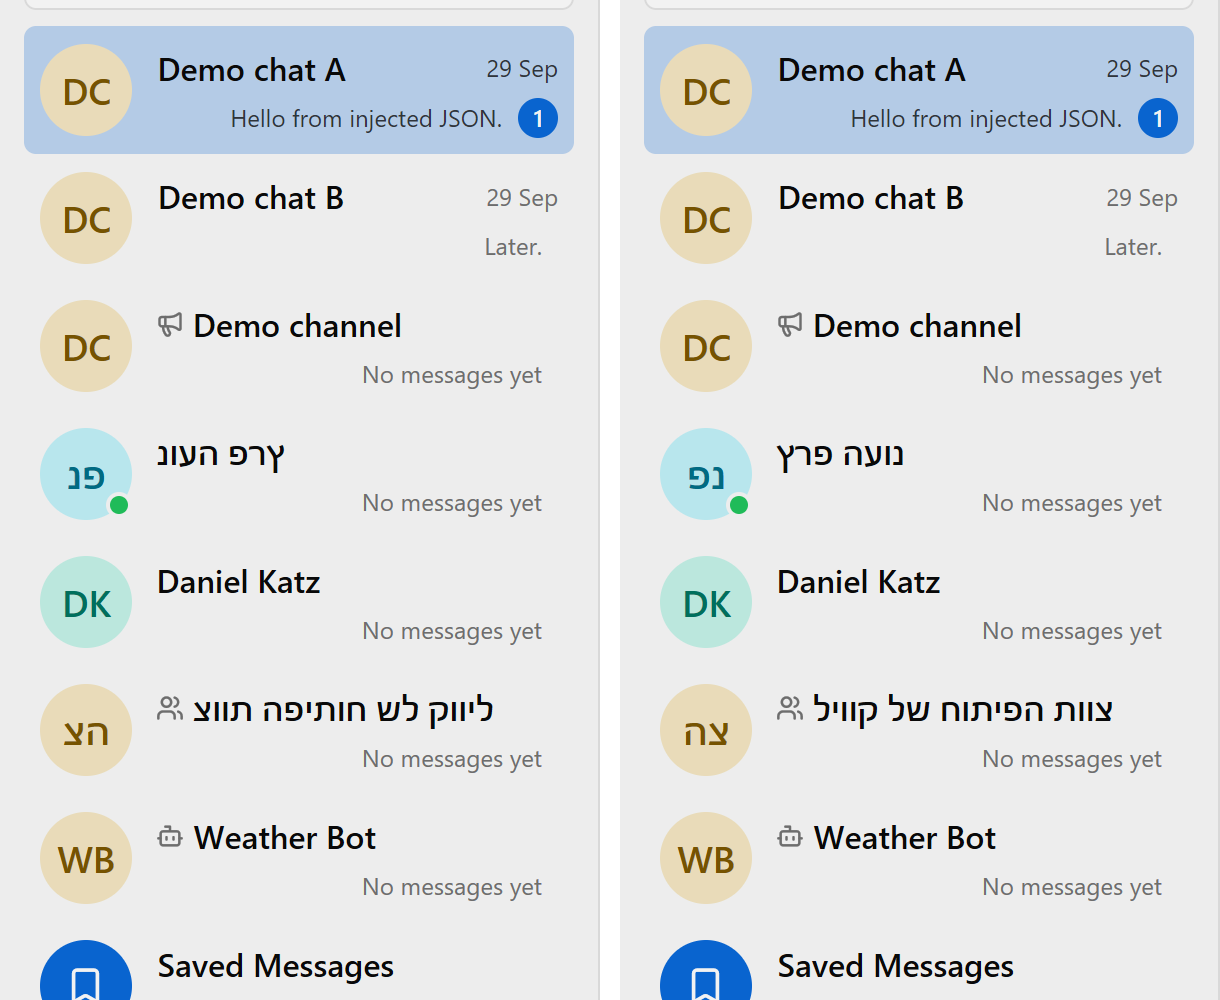 DC
Demo chat A
29 Sep
Hello from injected JSON.
1
DC
Demo chat B
29 Sep
Later.
DC
Demo channel
No messages yet
פנ
ץרפ העונ
No messages yet
DK
Daniel Katz
No messages yet
הצ
ליווק לש חותיפה תווצ
No messages yet
WB
Weather Bot
No messages yet
Saved Messages
DC
Demo chat A
29 Sep
Hello from injected JSON.
1
DC
Demo chat B
29 Sep
Later.
DC
Demo channel
No messages yet
נפ
נועה פרץ
No messages yet
DK
Daniel Katz
No messages yet
צה
צוות הפיתוח של קוויל
No messages yet
WB
Weather Bot
No messages yet
Saved Messages